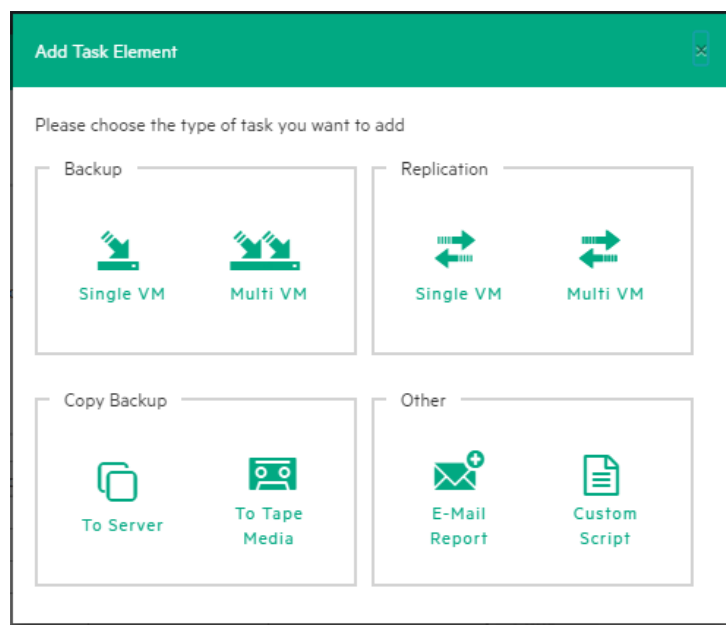 Add Task Element
Please choose the type of task you want to add
Backup
Single VM
Multi VM
Replication
Single VM
Multi VM
Copy Backup
To Server
To Tape
Media
Other
E-Mail
Report
Custom
Script